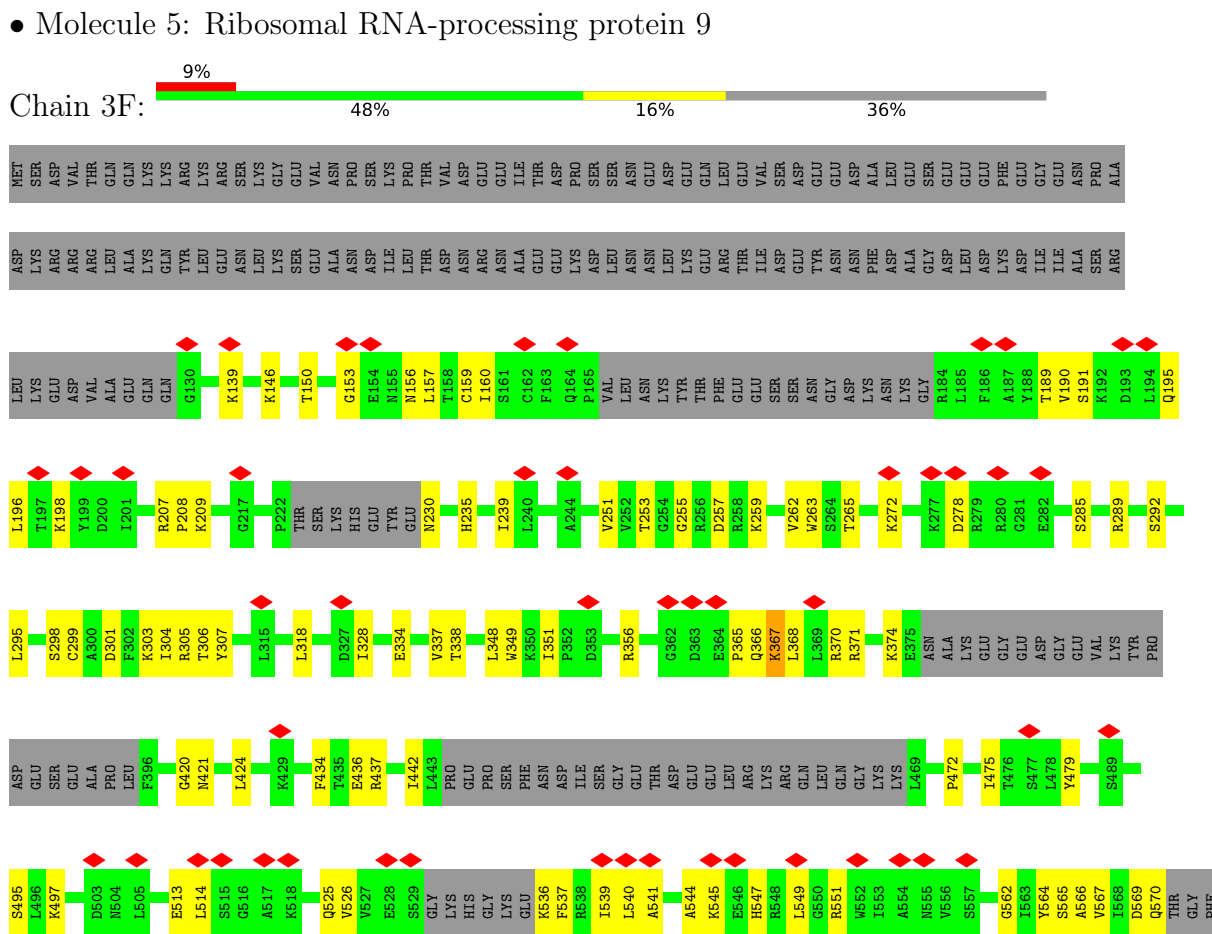 • Molecule 5: Ribosomal RNA-processing protein 9
9%
Chain 3F:
48% 16% 36%
MET SER ASP VAL THR GLN GLN LYS LYS ARG LYS ARG SER LYS GLY GLU VAL ASN PRO SER LYS PRO THR VAL ASP GLU GLU ILE THR ASP PRO SER SER ASN GLU ASP GLU GLN LEU GLU VAL SER ASP GLU GLU ASP ALA LEU GLU SER GLU GLU GLU PHE GLU GLY GLU ASN PRO ALA
ASP LYS ARG ARG ARG LEU ALA LYS GLN TYR LEU GLU ASN LEU LYS SER GLU ALA ASN ASP ILE LEU THR ASP ASN ARG ASN ALA GLU GLU LYS ASP LEU ASN ASN LEU LYS GLU ARG THR ILE ASP GLU TYR ASN ASN PHE ASP ALA GLY ASP LEU ASP LYS ASP ILE ILE ALA SER ARG
LEU LYS GLU ASP VAL ALA GLU GLN GLN G130 K139 K146 T150 G153 E154 N155 N156 L157 T158 C159 I160 S161 C162 F163 Q164 P165 VAL LEU ASN LYS TYR THR PHE GLU GLU SER SER ASN GLY ASP LYS ASN LYS GLY R184 L185 F186 A187 Y188 T189 V190 S191 K192 D193 L194 Q195
L196 T197 K198 Y199 D200 I201 R207 P208 K209 G217 P222 THR SER LYS HIS GLU TYR GLU N230 H235 I239 L240 A244 V251 V252 T253 G254 G255 R256 D257 R258 K259 V262 W263 S264 T265 K272 K277 D278 R279 R280 G281 E282 S285 R289 S292
L295 S298 C299 A300 D301 F302 K303 I304 R305 T306 Y307 L315 L318 D327 I328 E334 V337 T338 L348 W349 K350 I351 P352 D353 R356 G362 D363 E364 P365 Q366 K367 L368 L369 R370 R371 K374 E375 ASN ALA LYS GLU GLY GLU ASP GLY GLU VAL LYS TYR PRO
ASP GLU SER GLU ALA PRO LEU F396 G420 N421 L424 K429 F434 T435 E436 R437 I442 L443 PRO GLU PRO SER PHE ASN ASP ILE SER GLY GLU THR ASP GLU GLU LEU ARG LYS ARG GLN LEU GLN GLY LYS LYS L469 P472 I475 T476 S477 L478 Y479 S489
S495 L496 K497 D503 N504 L505 E513 L514 S515 G516 A517 K518 Q525 V526 V527 E528 S529 GLY LYS HIS GLY LYS GLU K536 F537 R538 I539 L540 A541 A544 K545 E546 H547 R548 L549 G550 R551 W552 I553 A554 N555 V556 S557 G562 I563 Y564 S565 A566 V567 I568 D569 Q570 THR GLY PHE